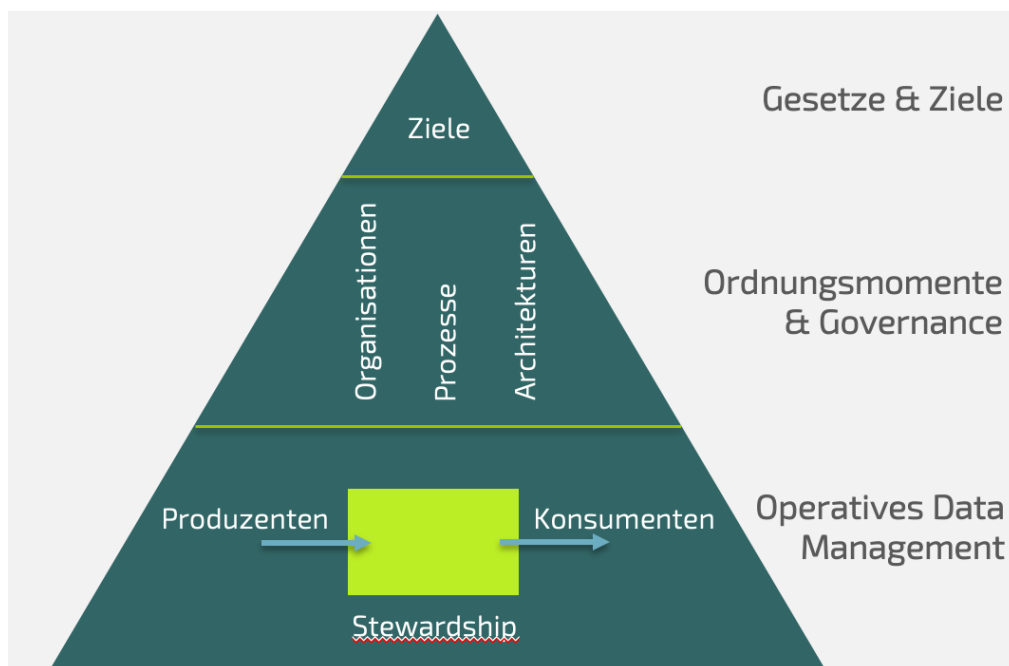 Gesetze & Ziele
Ziele
Organisationen
Prozesse
Architekturen
Ordnungsmomente
& Governance
Produzenten
Konsumenten
Operatives Data
Management
Stewardship